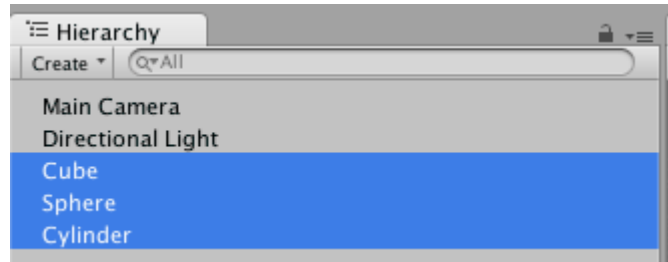 Hierarchy
Create All
Main Camera
Directional Light
Cube
Sphere
Cylinder